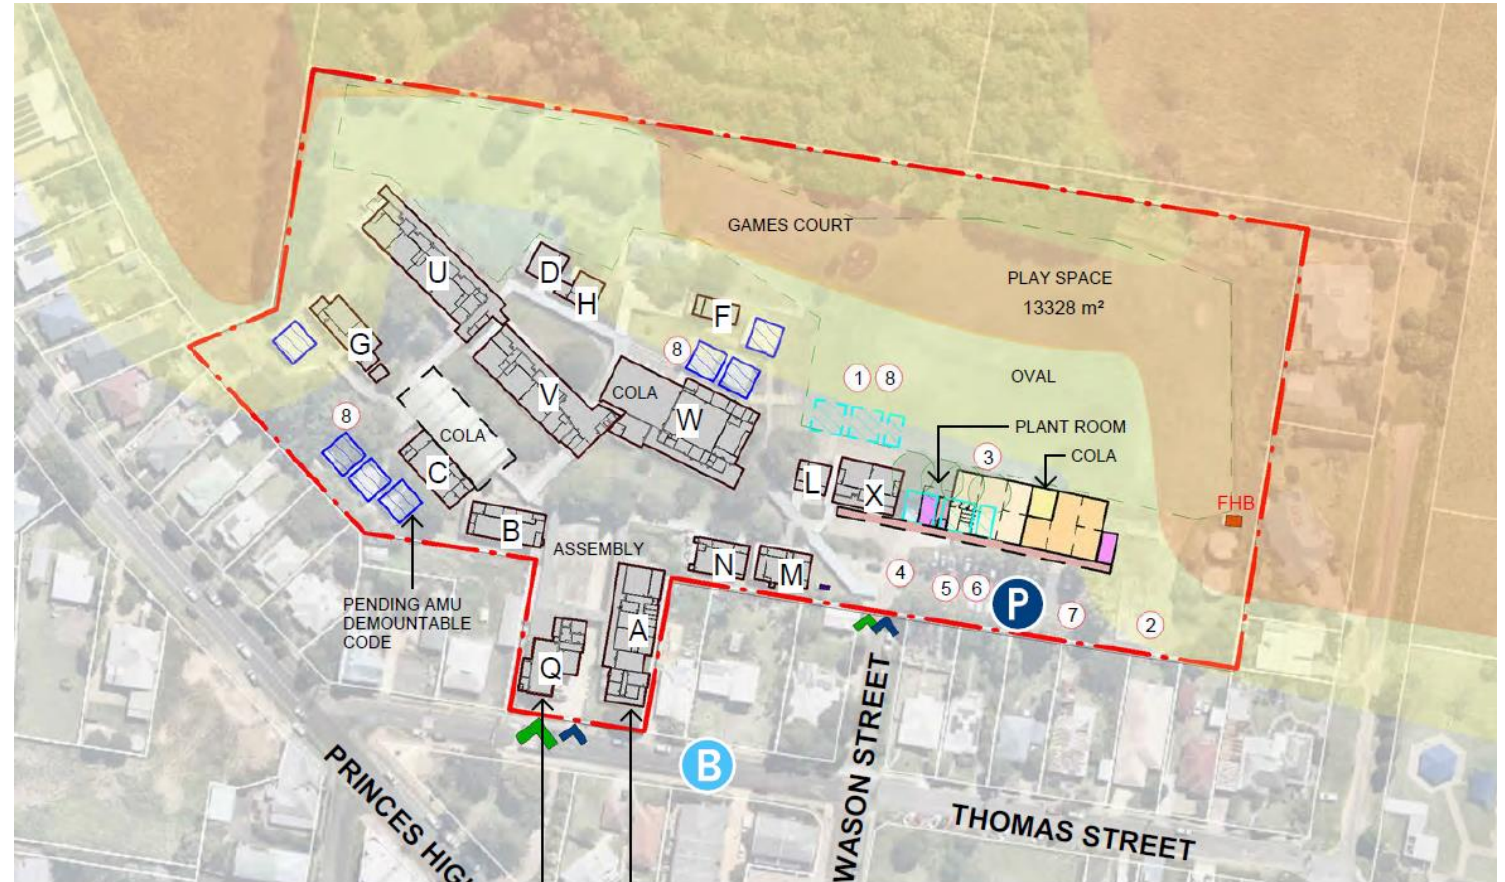 GAMES COURT
PLAY SPACE
13328 m²
U
D
H
F
G
8
V
COLA
W
1
8
OVAL
8
COLA
C
PLANT ROOM
COLA
L
X
3
FHB
B
ASSEMBLY
N
M
4
5
6
P
7
2
PENDING AMU
DEMOUNTABLE
CODE
Q
A
B
WASON STREET
THOMAS STREET
PRINCES HIGH